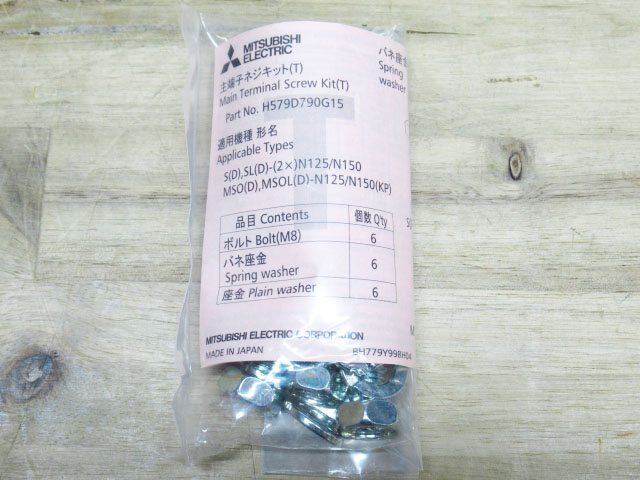 MITSUBISHI
ELECTRIC
主端子ネジキット(T)
Main Terminal Screw Kit(T)
Part No. H579D790G15
適用機種 形名
Applicable Types
S(D),SL(D)-(2×)N125/N150
MSO(D),MSOL(D)-N125/N150(KP)
品目 Contents 個数 Q'ty
ボルト Bolt(M8) 6
バネ座金
Spring washer 6
座金 Plain washer 6
MITSUBISHI ELECTRIC CORPORATION
MADE IN JAPAN BH779Y998H04
バネ座金
Spring
washer
T